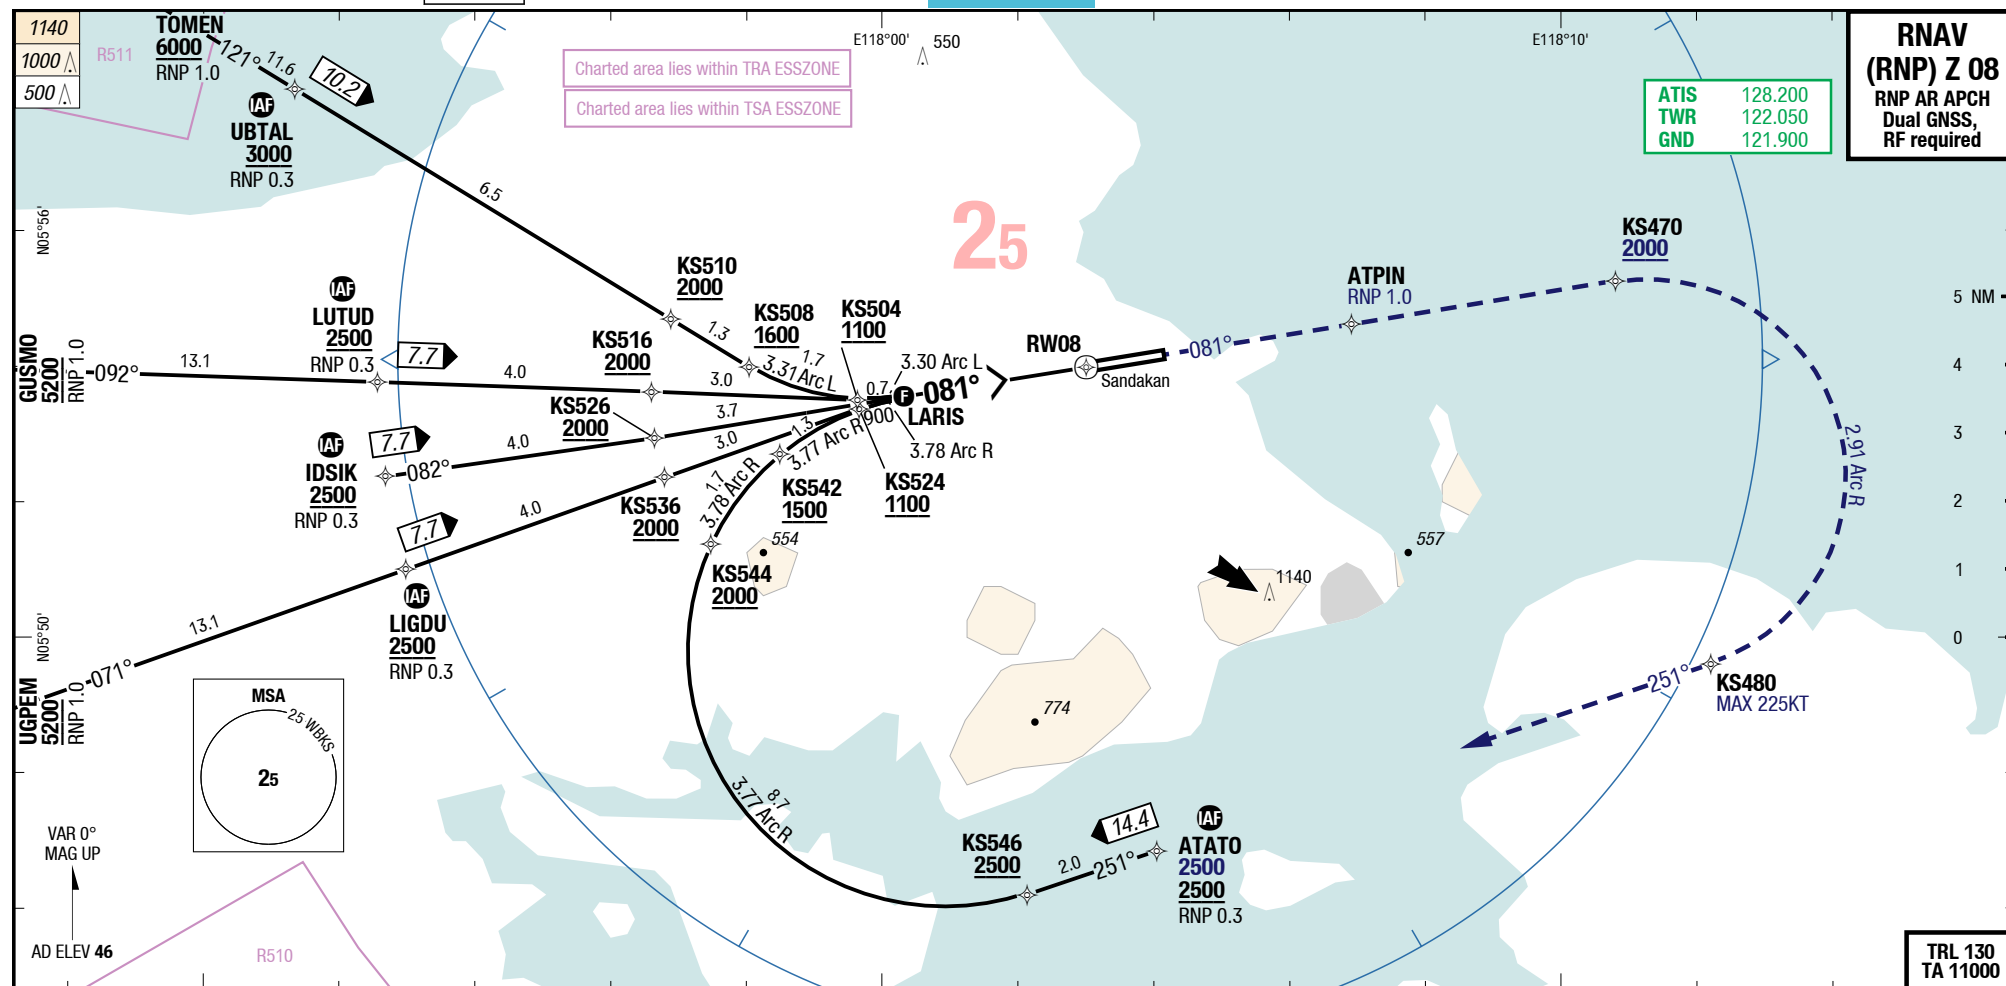 1140
1000
500
R511
TOMEN
6000
RNP 1.0
121°
11.6
10.2
IAF
UBTAL
3000
RNP 0.3
6.5
Charted area lies within TRA ESSZONE
Charted area lies within TSA ESSZONE
E118°00'
550
E118°10'
RNAV
(RNP) Z 08
RNP AR APCH
Dual GNSS,
RF required
ATIS 128.200
TWR 122.050
GND 121.900
25
N05°56'
KS510
2000
1.3
KS508
1600
1.7
3.31 Arc L
KS504
1100
3.30 Arc L
0.7
KS470
2000
ATPIN
RNP 1.0
081°
RW08
Sandakan
5 NM
4
3
2
1
0
IAF
LUTUD
2500
RNP 0.3
7.7
GUSMO
5200
RNP 1.0
092°
13.1
4.0
KS516
2000
3.0
F
081°
LARIS
900
3.78 Arc R
KS526
2000
3.7
IAF
IDSIK
2500
RNP 0.3
7.7
082°
4.0
3.0
1.3
3.77 Arc R
KS524
1100
KS542
1500
1.7
3.78 Arc R
KS536
2000
7.7
4.0
IAF
LIGDU
2500
RNP 0.3
KS544
2000
554
557
1140
774
2.91 Arc R
251°
KS480
MAX 225KT
N05°50'
13.1
071°
UGPEM
5200
RNP 1.0
MSA
25 WBKS
25
8.7
3.77 Arc R
KS546
2500
2.0
251°
14.4
IAF
ATATO
2500
2500
RNP 0.3
VAR 0°
MAG UP
AD ELEV 46
R510
TRL 130
TA 11000